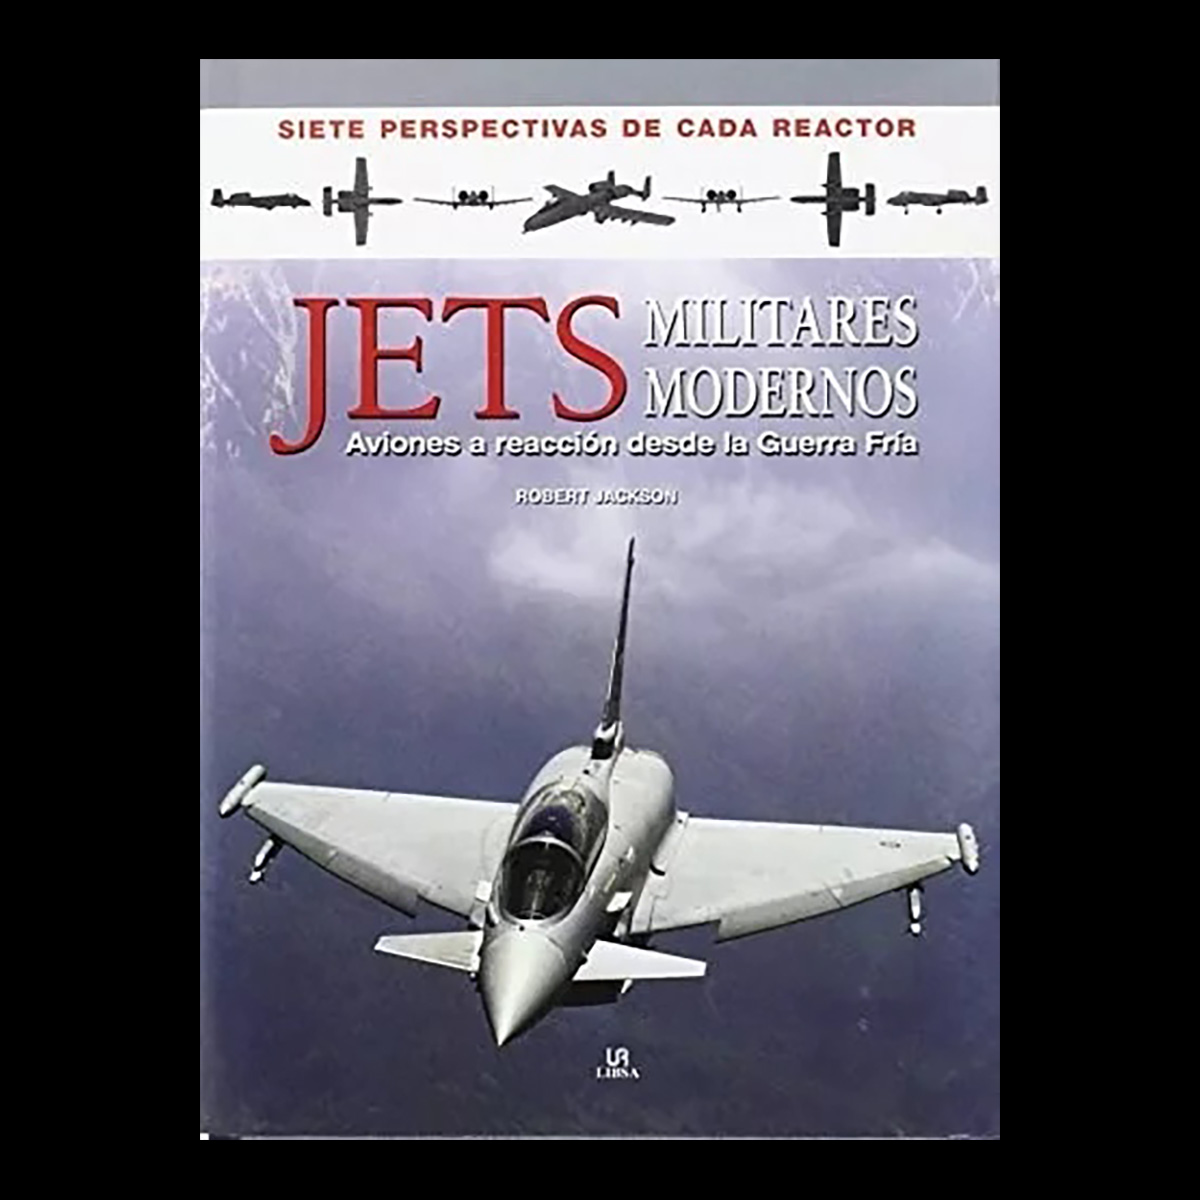 SIETE PERSPECTIVAS DE CADA REACTOR
JETS MILITARES
MODERNOS
Aviones a reacción desde la Guerra Fría
ROBERT JACKSON
LIBSA